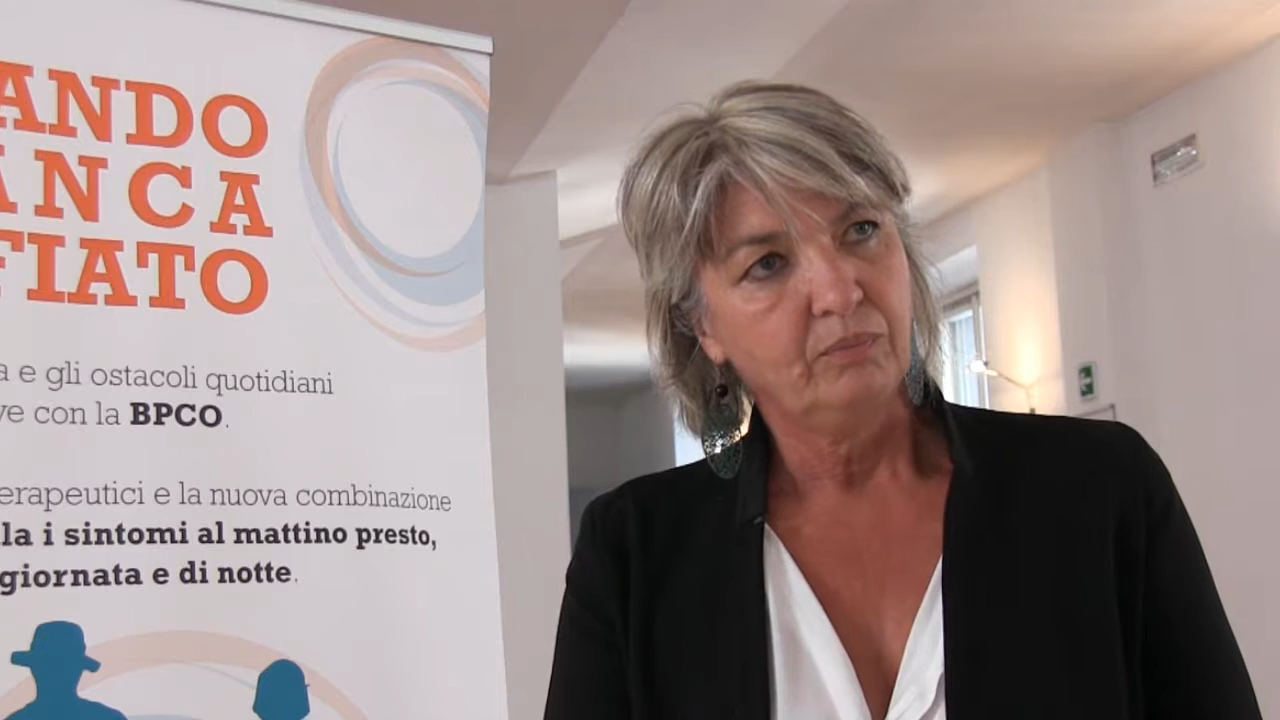 ANDO
ANCA
FIATO
a e gli ostacoli quotidiani
ve con la BPCO.
erapeutici e la nuova combinazione
lla i sintomi al mattino presto,
giornata e di notte.